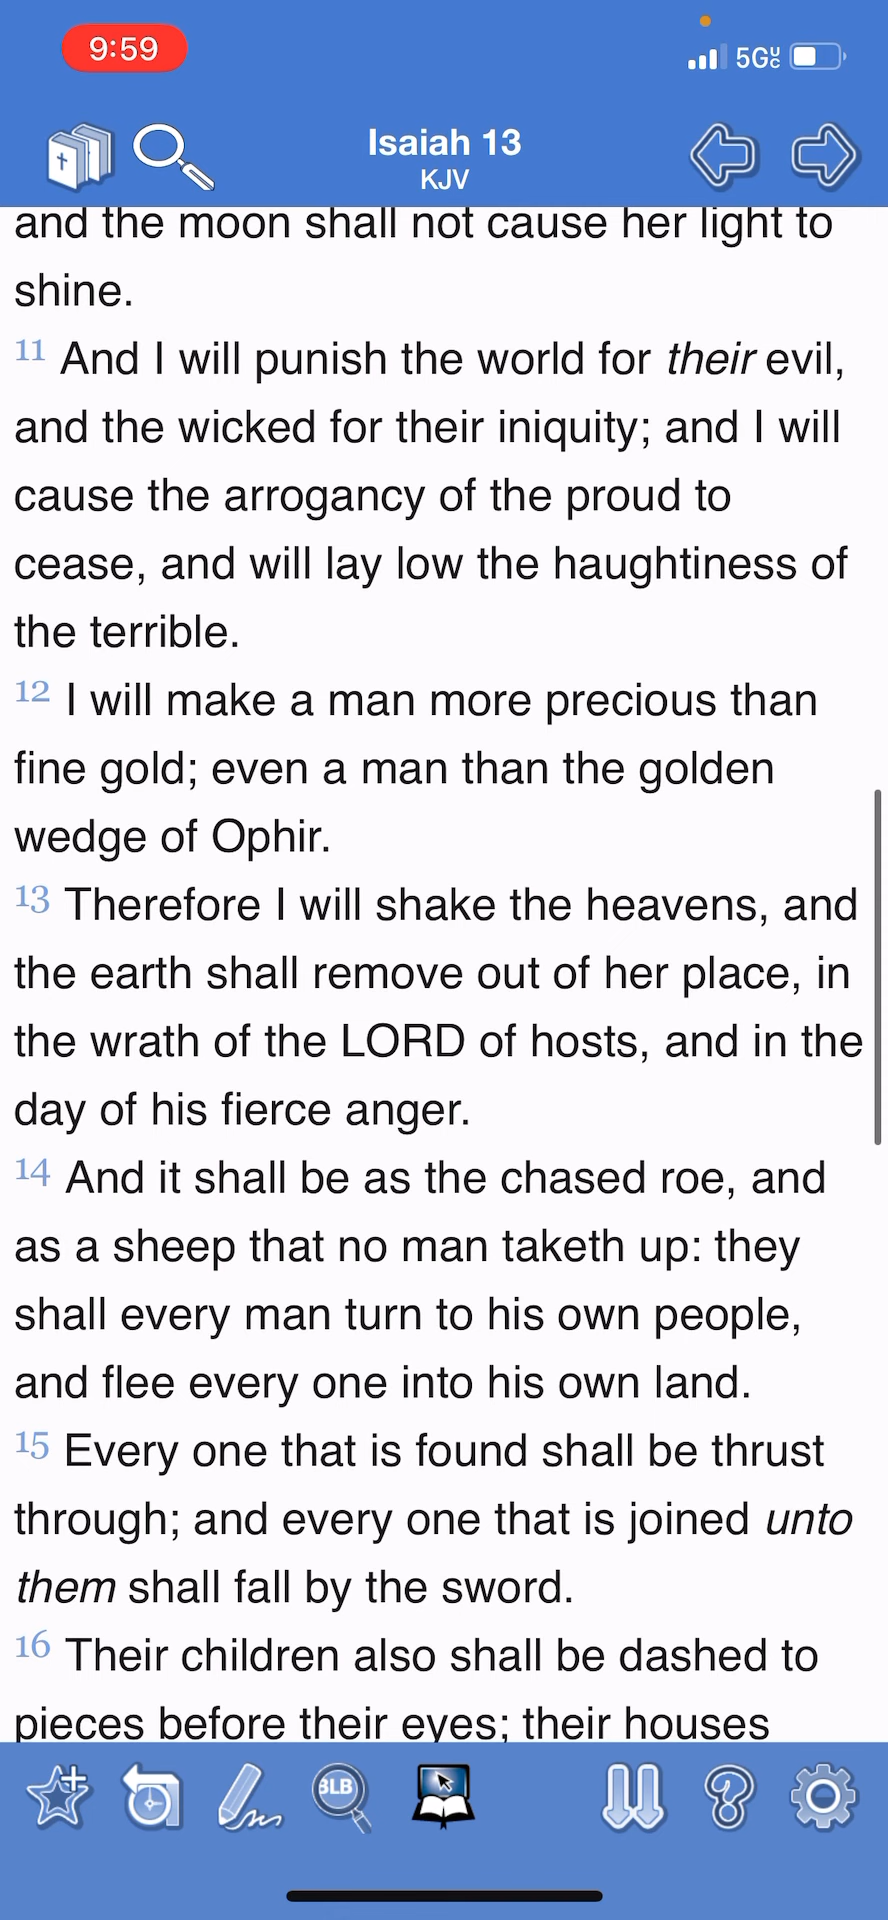 9:59
5G UC
Isaiah 13
KJV
and the moon shall not cause her light to
shine.
11 And I will punish the world for their evil,
and the wicked for their iniquity; and I will
cause the arrogancy of the proud to
cease, and will lay low the haughtiness of
the terrible.
12 I will make a man more precious than
fine gold; even a man than the golden
wedge of Ophir.
13 Therefore I will shake the heavens, and
the earth shall remove out of her place, in
the wrath of the LORD of hosts, and in the
day of his fierce anger.
14 And it shall be as the chased roe, and
as a sheep that no man taketh up: they
shall every man turn to his own people,
and flee every one into his own land.
15 Every one that is found shall be thrust
through; and every one that is joined unto
them shall fall by the sword.
16 Their children also shall be dashed to
pieces before their eyes; their houses
BLB